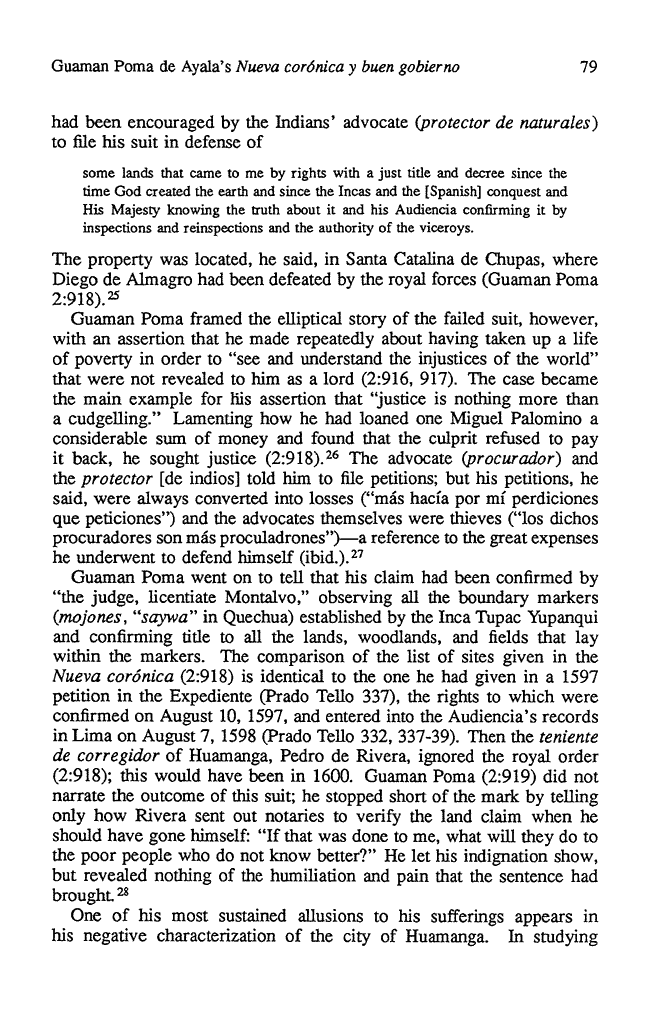 Guaman Poma de Ayala's Nueva corónica y buen gobierno 79
had been encouraged by the Indians' advocate (protector de naturales)
to file his suit in defense of
some lands that came to me by rights with a just title and decree since the
time God created the earth and since the Incas and the [Spanish] conquest and
His Majesty knowing the truth about it and his Audiencia confirming it by
inspections and reinspections and the authority of the viceroys.
The property was located, he said, in Santa Catalina de Chupas, where
Diego de Almagro had been defeated by the royal forces (Guaman Poma
2:918).25
Guaman Poma framed the elliptical story of the failed suit, however,
with an assertion that he made repeatedly about having taken up a life
of poverty in order to “see and understand the injustices of the world”
that were not revealed to him as a lord (2:916, 917). The case became
the main example for his assertion that “justice is nothing more than
a cudgelling.” Lamenting how he had loaned one Miguel Palomino a
considerable sum of money and found that the culprit refused to pay
it back, he sought justice (2:918).26 The advocate (procurador) and
the protector [de indios] told him to file petitions; but his petitions, he
said, were always converted into losses (“más hacía por mí perdiciones
que peticiones”) and the advocates themselves were thieves (“los dichos
procuradores son más proculadrones”)—a reference to the great expenses
he underwent to defend himself (ibid.).27
Guaman Poma went on to tell that his claim had been confirmed by
“the judge, licentiate Montalvo,” observing all the boundary markers
(mojones, “saywa” in Quechua) established by the Inca Tupac Yupanqui
and confirming title to all the lands, woodlands, and fields that lay
within the markers. The comparison of the list of sites given in the
Nueva corónica (2:918) is identical to the one he had given in a 1597
petition in the Expediente (Prado Tello 337), the rights to which were
confirmed on August 10, 1597, and entered into the Audiencia's records
in Lima on August 7, 1598 (Prado Tello 332, 337-39). Then the teniente
de corregidor of Huamanga, Pedro de Rivera, ignored the royal order
(2:918); this would have been in 1600. Guaman Poma (2:919) did not
narrate the outcome of this suit; he stopped short of the mark by telling
only how Rivera sent out notaries to verify the land claim when he
should have gone himself: “If that was done to me, what will they do to
the poor people who do not know better?” He let his indignation show,
but revealed nothing of the humiliation and pain that the sentence had
brought.28
One of his most sustained allusions to his sufferings appears in
his negative characterization of the city of Huamanga. In studying